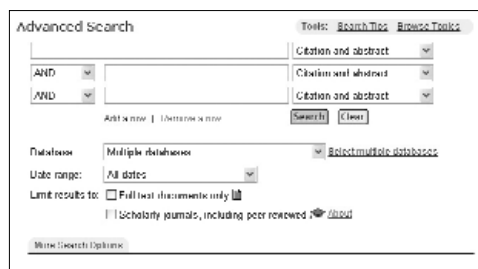 Advanced Search Tools: Search Tips Browse Topics
Citation and abstract
AND Citation and abstract
AND Citation and abstract
Add a row | Remove a row Search Clear
Database: Multiple databases Select multiple databases
Date range: All dates
Limit results to: Full text documents only
Scholarly journals, including peer-reviewed About
More Search Options